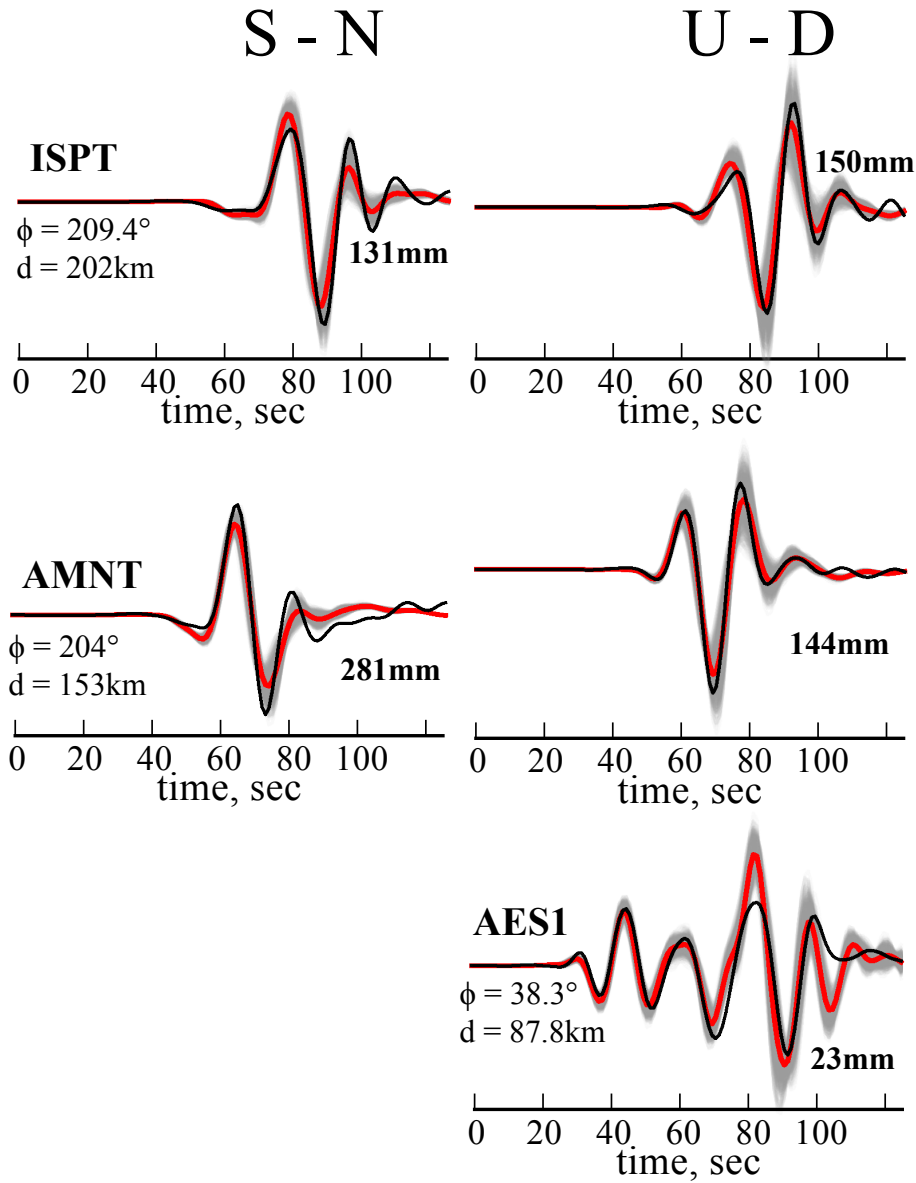 S - N
U - D
ISPT
ϕ = 209.4°
d = 202km
131mm
0 20 40 60 80 100
time, sec
150mm
0 20 40 60 80 100
time, sec
AMNT
ϕ = 204°
d = 153km
281mm
0 20 40 60 80 100
time, sec
144mm
0 20 40 60 80 100
time, sec
AES1
ϕ = 38.3°
d = 87.8km
23mm
0 20 40 60 80 100
time, sec